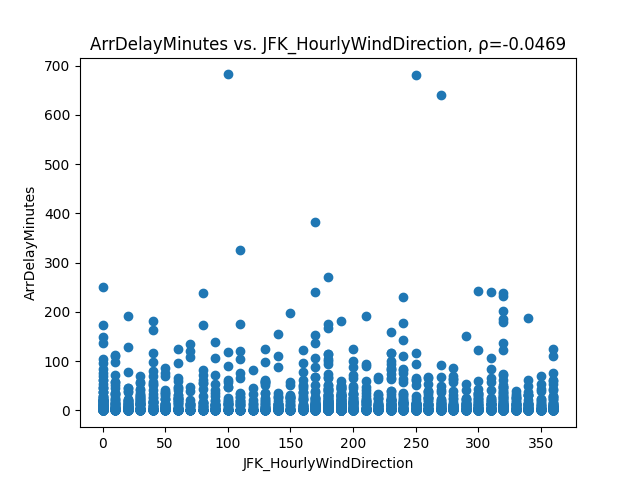 ArrDelayMinutes vs. JFK_HourlyWindDirection, ρ=-0.0469
700
600
500
400
300
200
100
0
ArrDelayMinutes
0 50 100 150 200 250 300 350
JFK_HourlyWindDirection